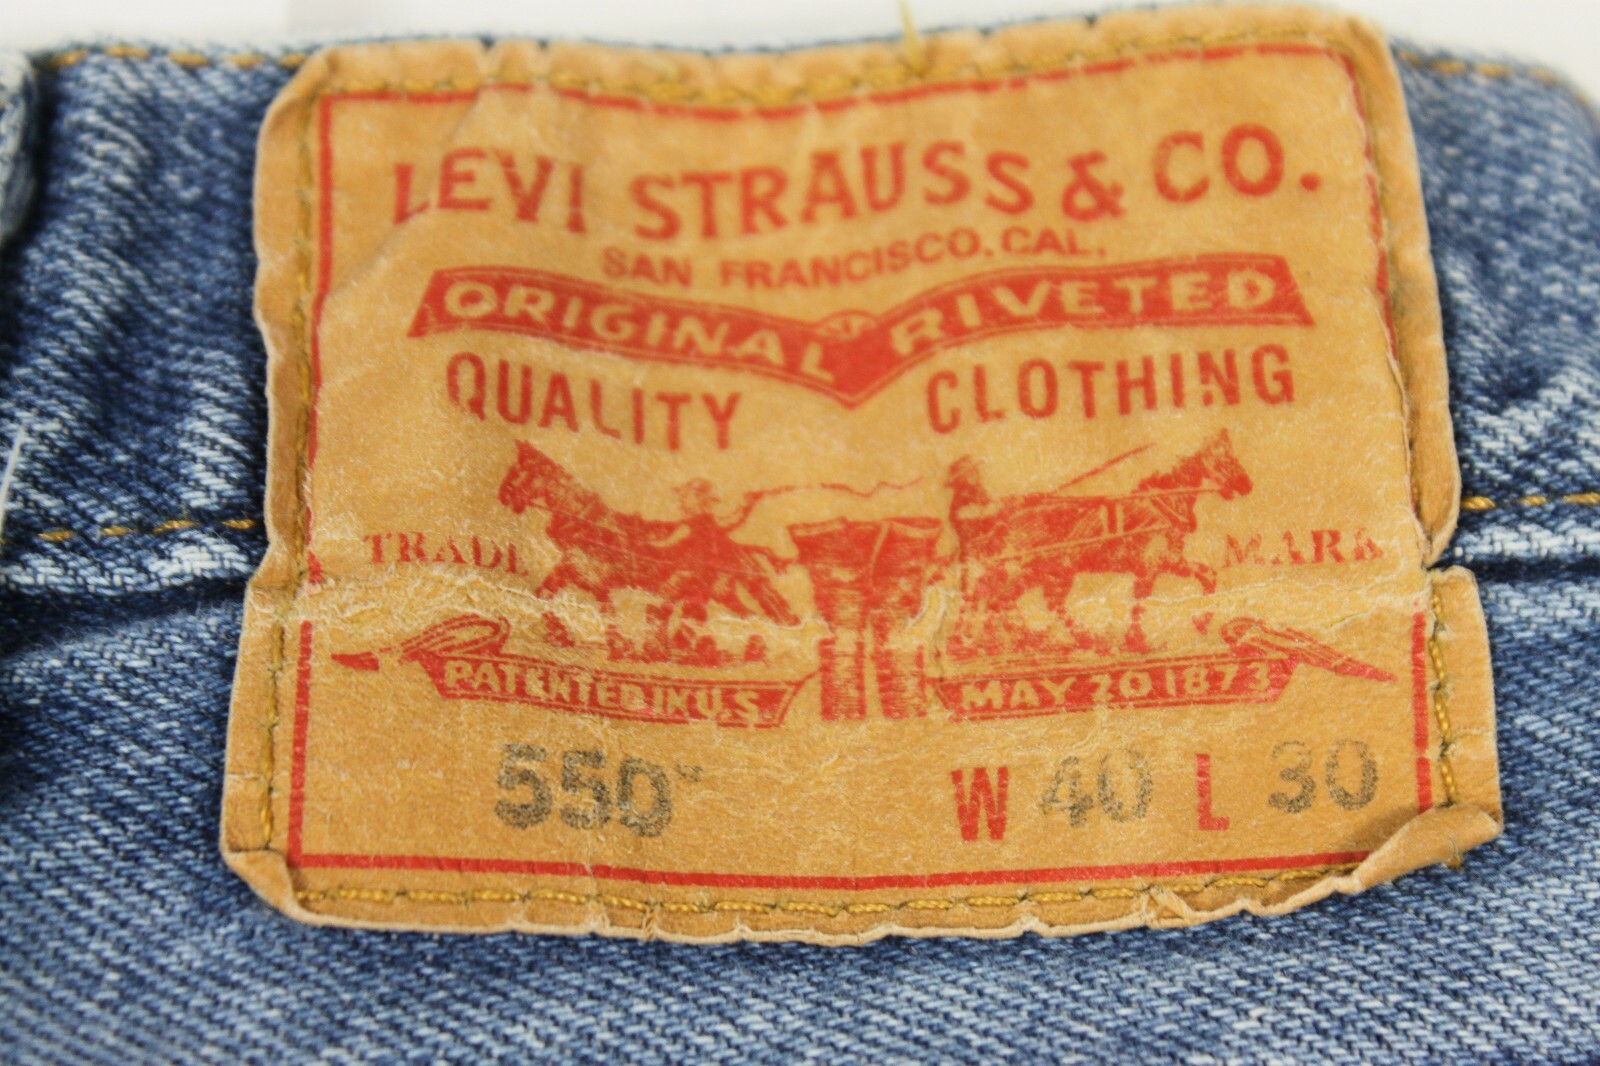 LEVI STRAUSS & CO.
SAN FRANCISCO. CAL.
ORIGINAL RIVETED
QUALITY CLOTHING
TRADE MARK
PATENTED IN U.S. MAY 20 1873
550™ W 40 L 30